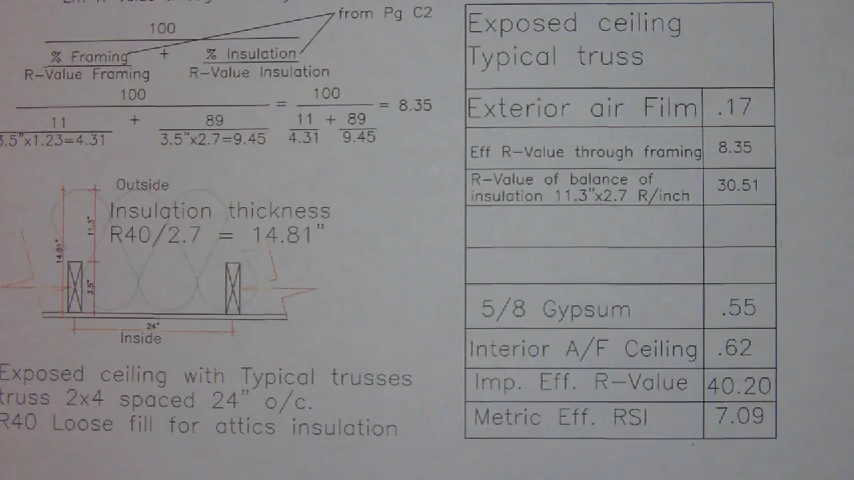 from Pg C2
100
% Framing + % Insulation
R-Value Framing R-Value Insulation
100 = 100 = 8.35
11 + 89 11 + 89
3.5"x1.23=4.31 3.5"x2.7=9.45 4.31 9.45
Outside
Insulation thickness
R40/2.7 = 14.81"
11.3"
14.81"
3.5"
24"
Inside
Exposed ceiling with Typical trusses
truss 2x4 spaced 24" o/c.
R40 Loose fill for attics insulation
Exposed ceiling
Typical truss
Exterior air Film .17
Eff R-Value through framing 8.35
R-Value of balance of
insulation 11.3"x2.7 R/inch 30.51
5/8 Gypsum .55
Interior A/F Ceiling .62
Imp. Eff. R-Value 40.20
Metric Eff. RSI 7.09